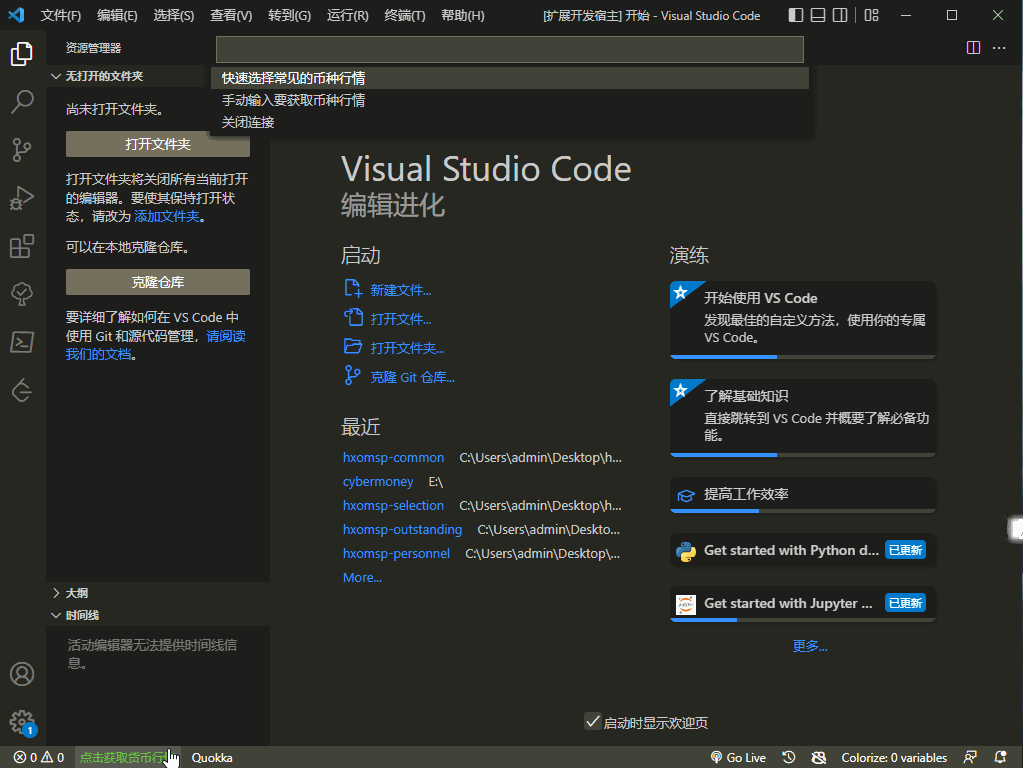 文件(F) 编辑(E) 选择(S) 查看(V) 转到(G) 运行(R) 终端(T) 帮助(H) [扩展开发宿主] 开始 - Visual Studio Code
资源管理器
无打开的文件夹
尚未打开文件夹。
打开文件夹
打开文件夹将关闭所有当前打开
的编辑器。要使其保持打开状
态，请改为 添加文件夹。
可以在本地克隆仓库。
克隆仓库
要详细了解如何在 VS Code 中
使用 Git 和源代码管理，请阅读
我们的文档。
大纲
时间线
活动编辑器无法提供时间线信
息。
快速选择常见的币种行情
手动输入要获取币种行情
关闭连接
Visual Studio Code
编辑进化
启动
新建文件...
打开文件...
打开文件夹...
克隆 Git 仓库...
最近
hxomsp-common C:\Users\admin\Desktop\h...
cybermoney E:\
hxomsp-selection C:\Users\admin\Desktop\h...
hxomsp-outstanding C:\Users\admin\Deskto...
hxomsp-personnel C:\Users\admin\Desktop\...
More...
演练
开始使用 VS Code
发现最佳的自定义方法，使用你的专属
VS Code。
了解基础知识
直接跳转到 VS Code 并概要了解必备功
能。
提高工作效率
Get started with Python d... 已更新
Get started with Jupyter ... 已更新
更多...
启动时显示欢迎页
1
0 0 点击获取货币行 Quokka Go Live Colorize: 0 variables